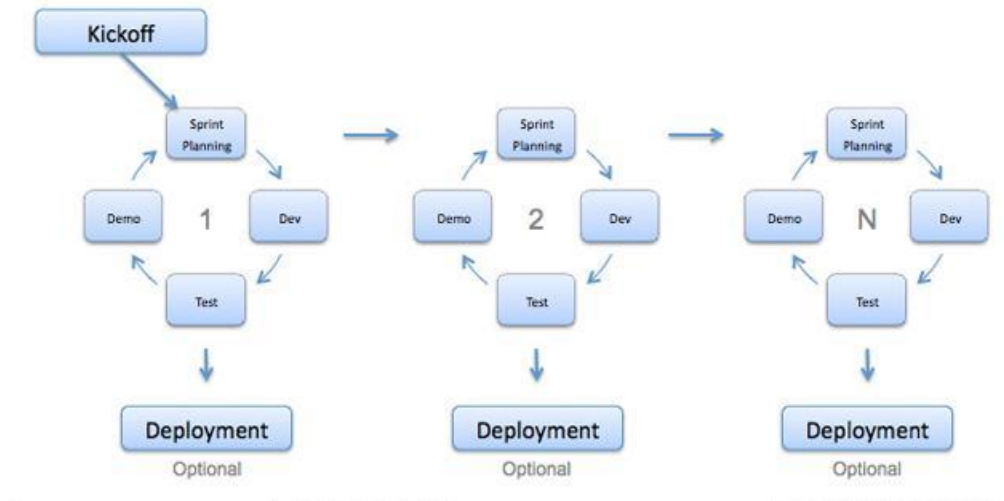 Kickoff
Sprint
Planning
Demo
1
Dev
Test
Deployment
Optional
Sprint
Planning
Demo
2
Dev
Test
Deployment
Optional
Sprint
Planning
Demo
N
Dev
Test
Deployment
Optional